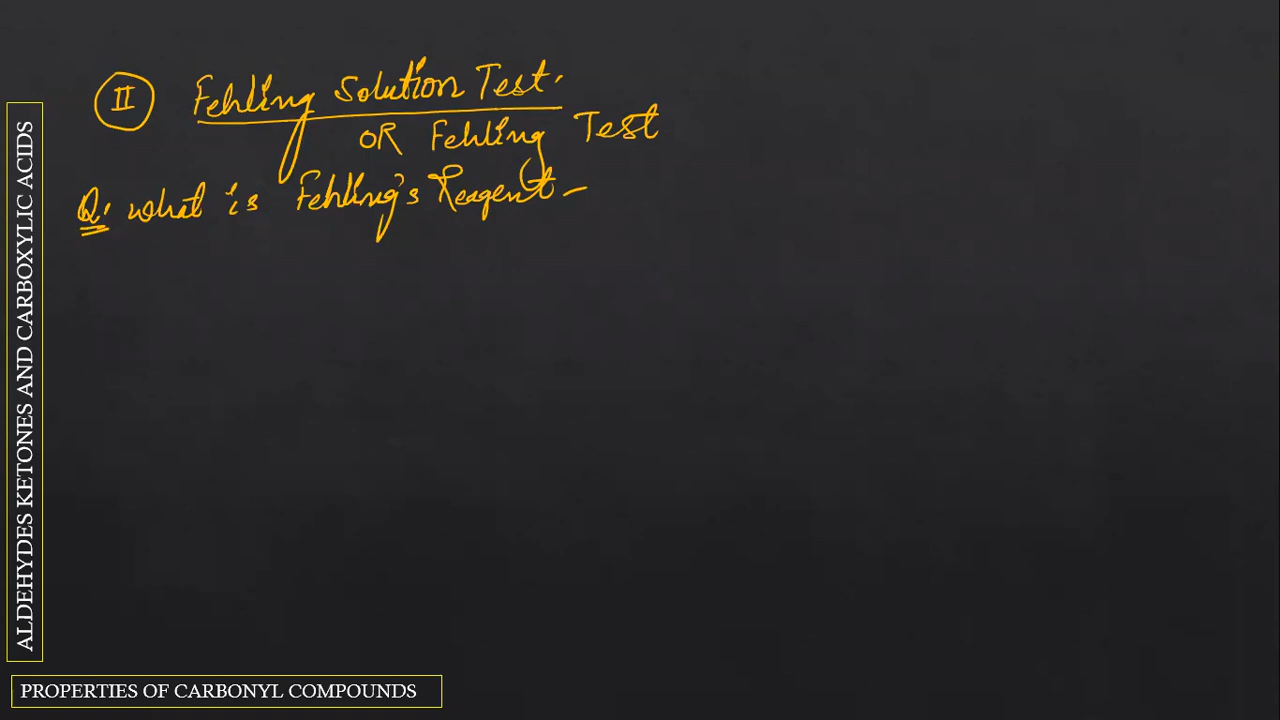 II Fehling Solution Test.
OR Fehling Test
Q. What is Fehling's Reagent -
ALDEHYDES KETONES AND CARBOXYLIC ACIDS
PROPERTIES OF CARBONYL COMPOUNDS